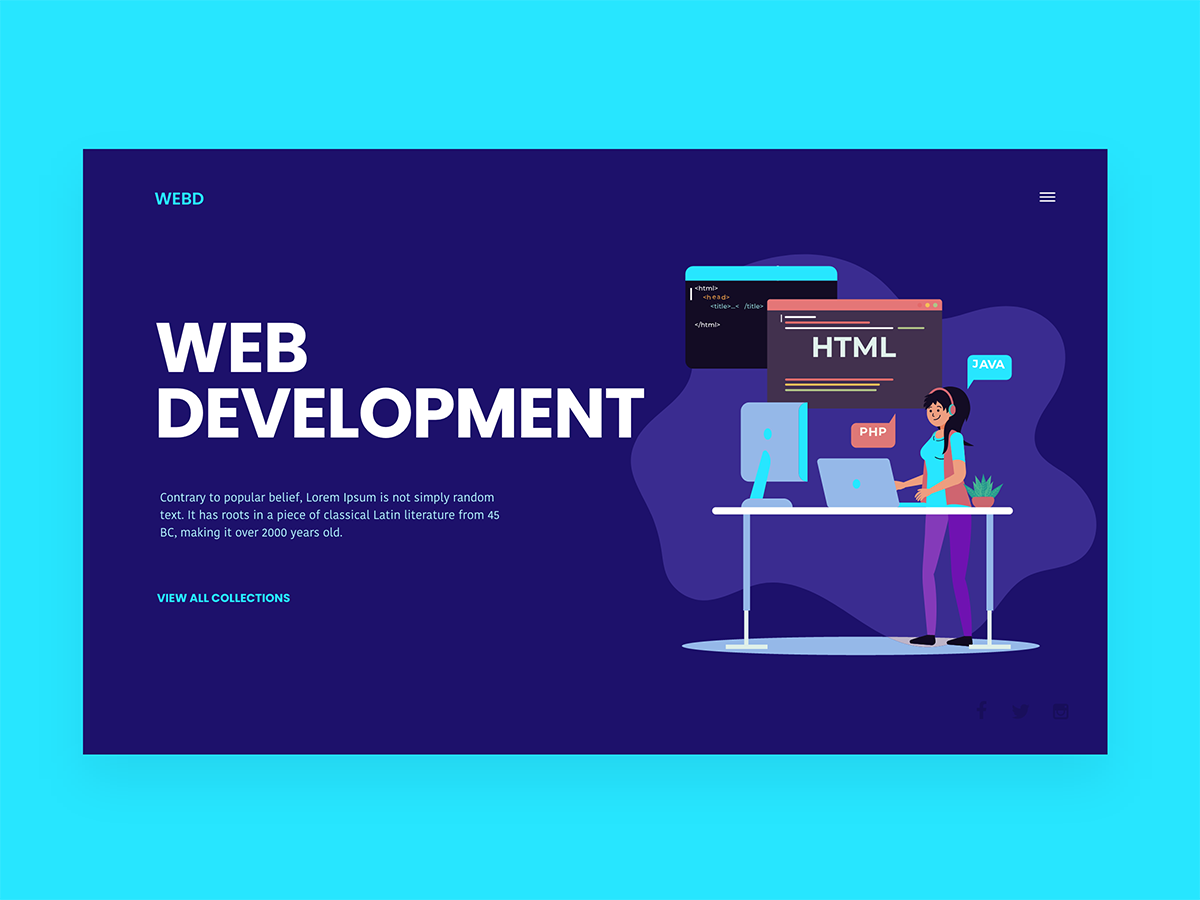 WEBD
WEB
DEVELOPMENT
Contrary to popular belief, Lorem Ipsum is not simply random
text. It has roots in a piece of classical Latin literature from 45
BC, making it over 2000 years old.
VIEW ALL COLLECTIONS
<html>
<head>
<title>...< /title>
</html>
HTML
JAVA
PHP